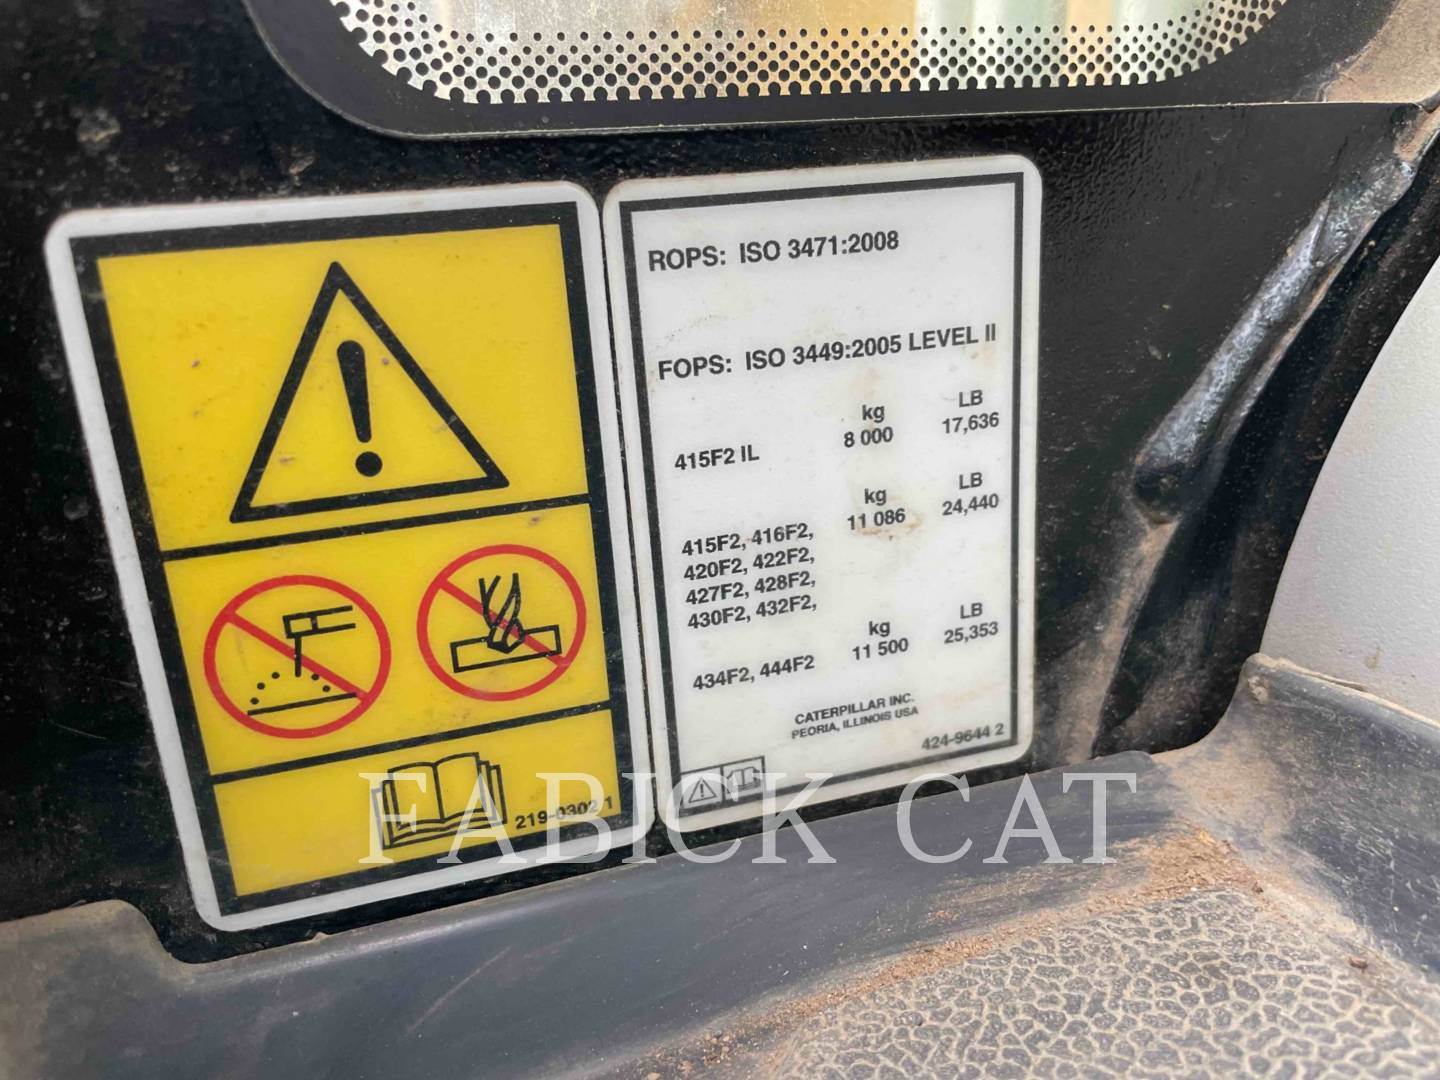 219-0302 1
ROPS: ISO 3471:2008
FOPS: ISO 3449:2005 LEVEL II
kg LB
415F2 IL 8 000 17,636
kg LB
415F2, 416F2, 11 086 24,440
420F2, 422F2,
427F2, 428F2,
430F2, 432F2,
kg LB
434F2, 444F2 11 500 25,353
CATERPILLAR INC.
PEORIA, ILLINOIS USA
424-9644 2
FABICK CAT